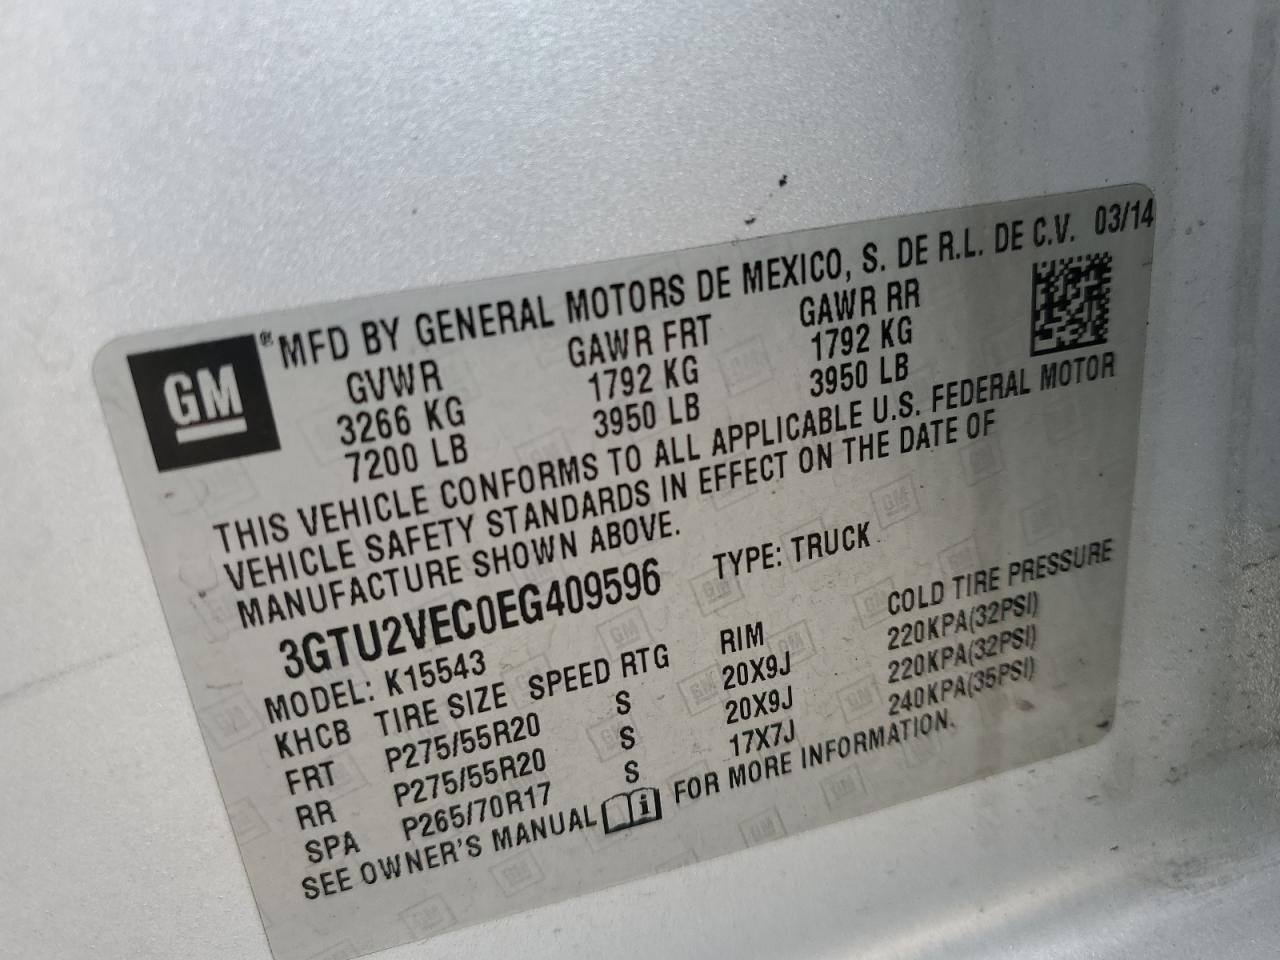 GM ® MFD BY GENERAL MOTORS DE MEXICO, S. DE R.L. DE C.V. 03/14
GVWR GAWR FRT GAWR RR
3266 KG 1792 KG 1792 KG
7200 LB 3950 LB 3950 LB
THIS VEHICLE CONFORMS TO ALL APPLICABLE U.S. FEDERAL MOTOR
VEHICLE SAFETY STANDARDS IN EFFECT ON THE DATE OF
MANUFACTURE SHOWN ABOVE.
3GTU2VEC0EG409596 TYPE: TRUCK
MODEL: K15543
KHCB TIRE SIZE SPEED RTG RIM COLD TIRE PRESSURE
FRT P275/55R20 S 20X9J 220KPA(32PSI)
RR P275/55R20 S 20X9J 220KPA(32PSI)
SPA P265/70R17 S 17X7J 240KPA(35PSI)
SEE OWNER'S MANUAL i FOR MORE INFORMATION.